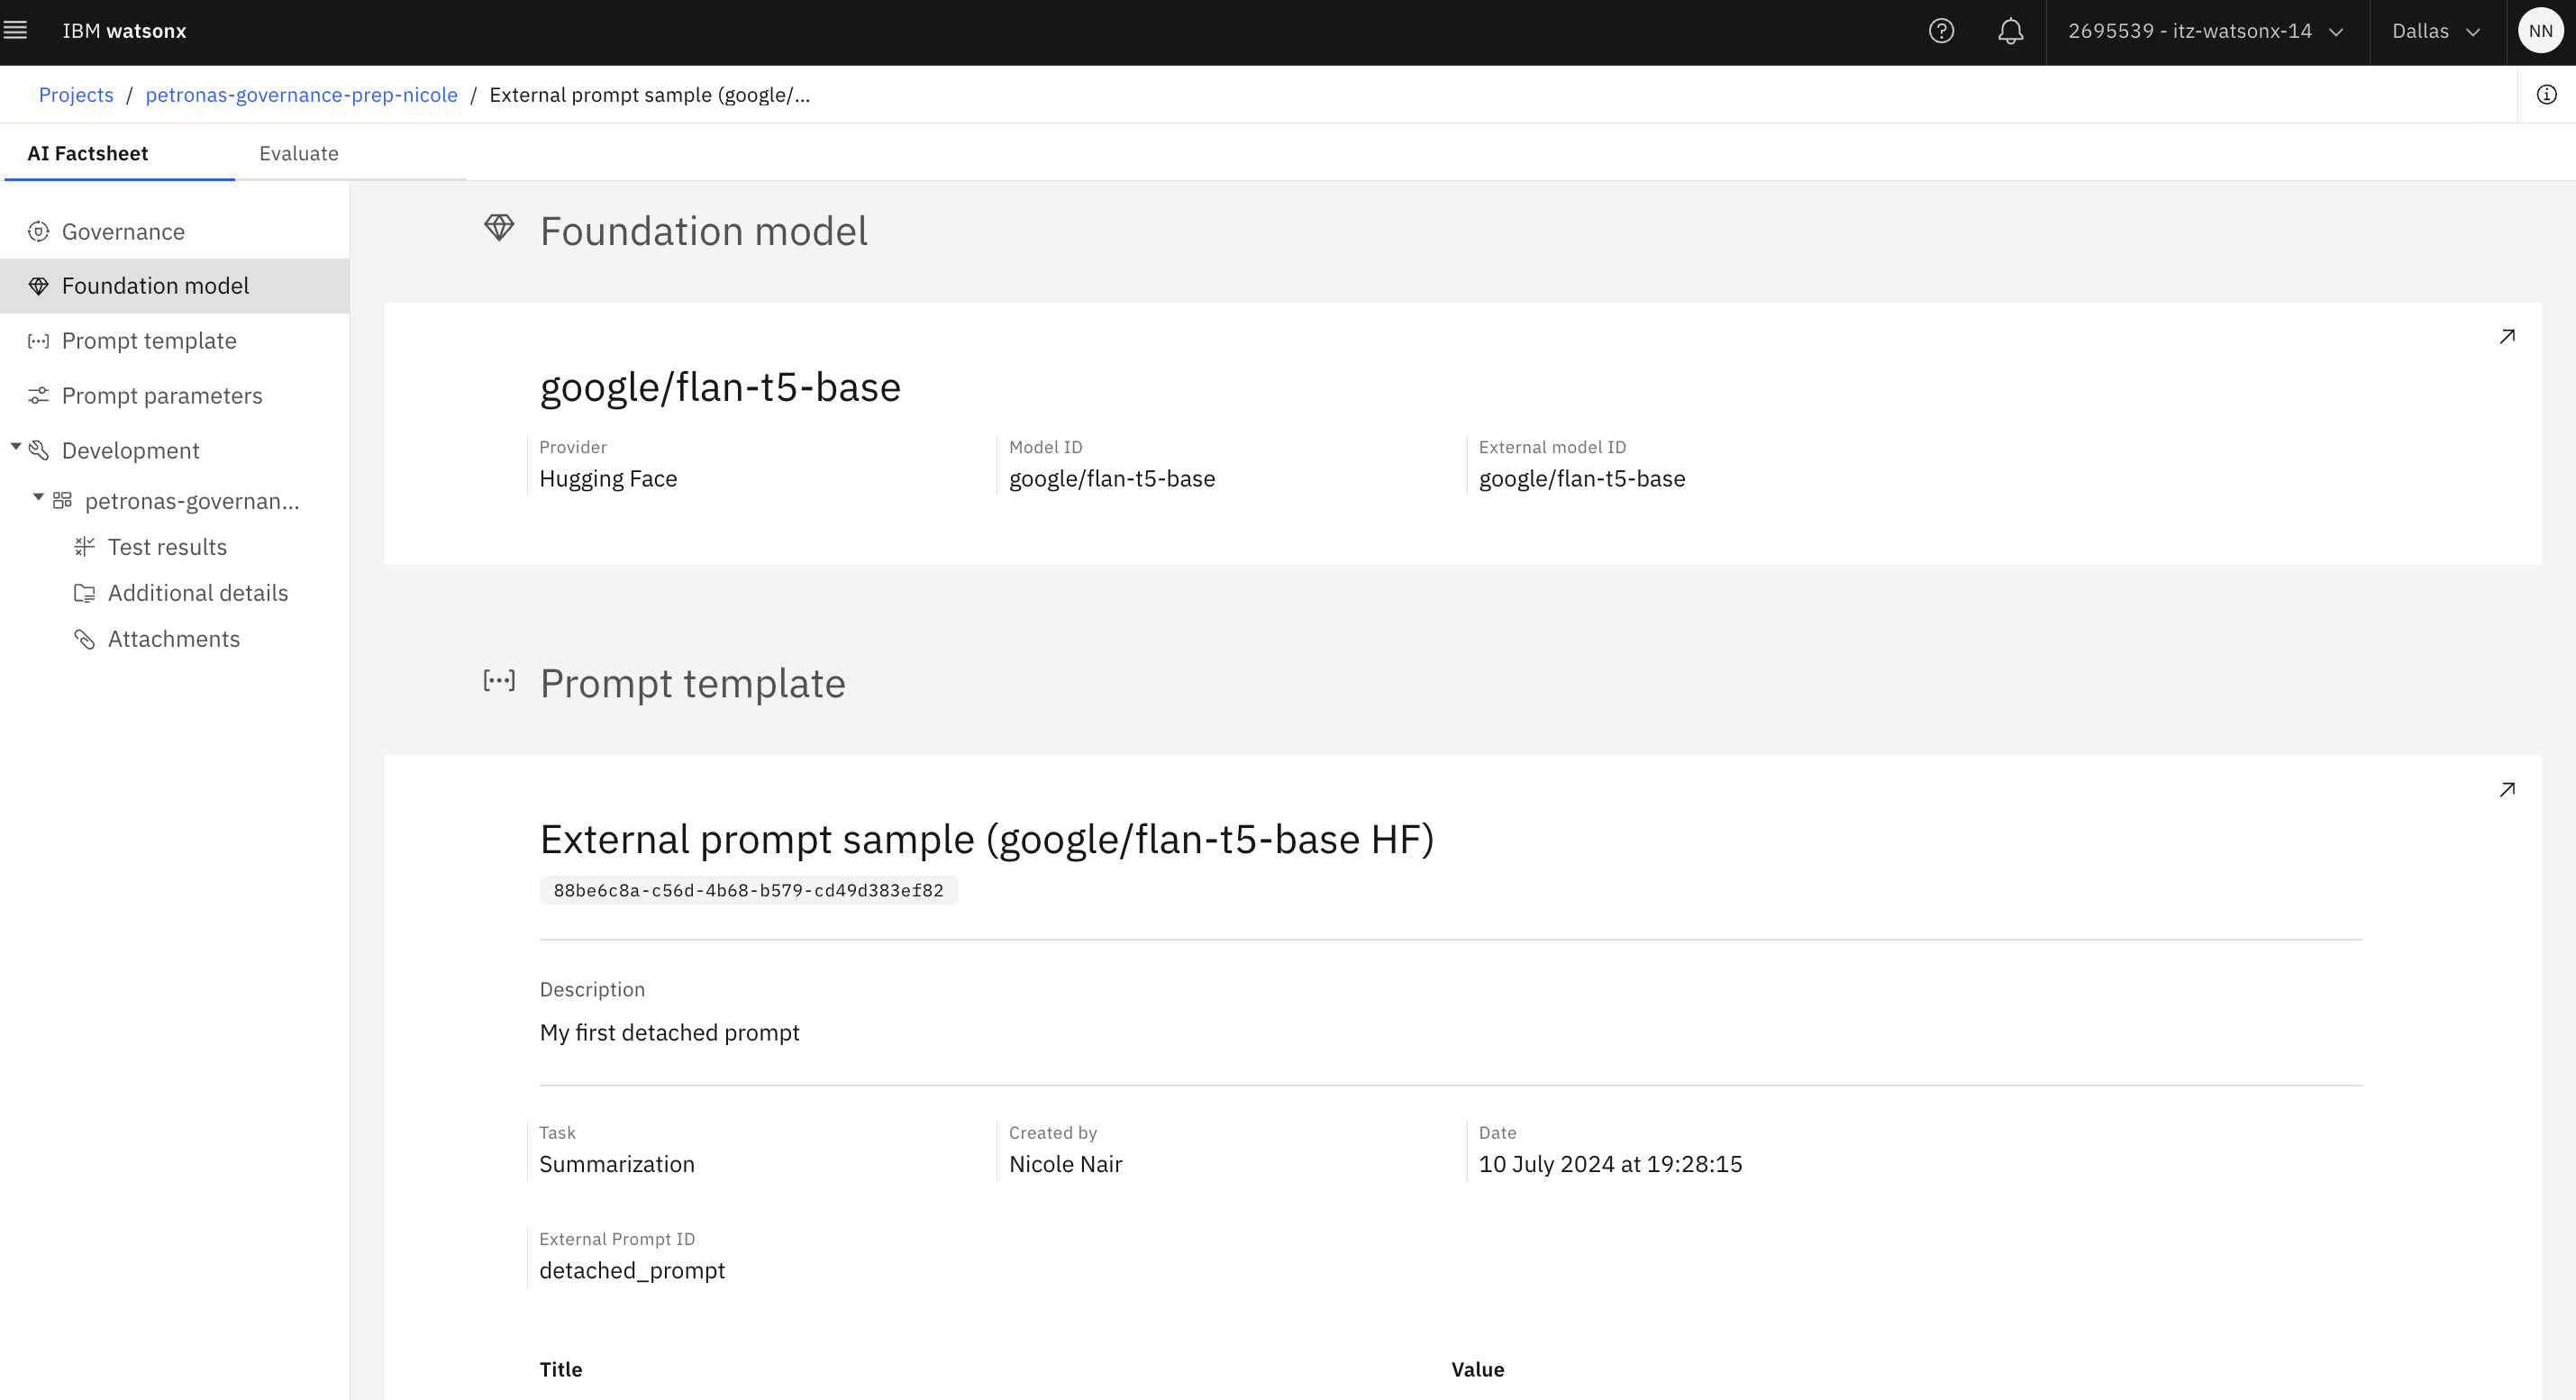 IBM watsonx
2695539 - itz-watsonx-14
Dallas
NN
Projects / petronas-governance-prep-nicole / External prompt sample (google/...
AI Factsheet
Evaluate
Governance
Foundation model
Prompt template
Prompt parameters
Development
petronas-governan...
Test results
Additional details
Attachments
Foundation model
google/flan-t5-base
Provider
Hugging Face
Model ID
google/flan-t5-base
External model ID
google/flan-t5-base
Prompt template
External prompt sample (google/flan-t5-base HF)
88be6c8a-c56d-4b68-b579-cd49d383ef82
Description
My first detached prompt
Task
Summarization
Created by
Nicole Nair
Date
10 July 2024 at 19:28:15
External Prompt ID
detached_prompt
Title
Value